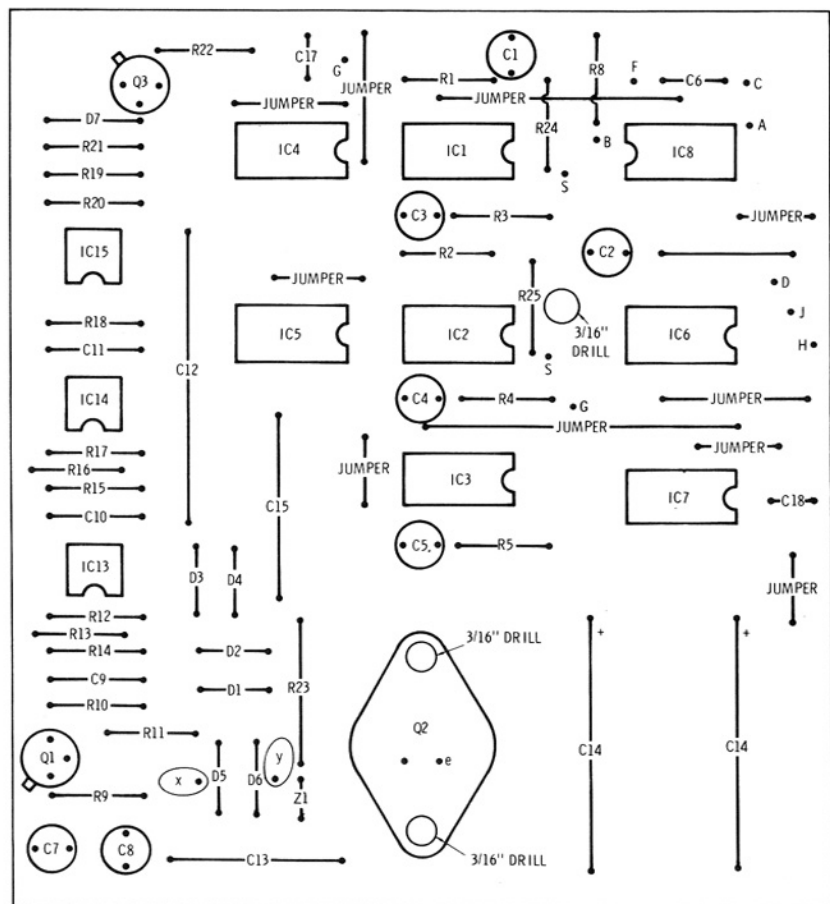 R22
C17
G
JUMPER
C1
R8
F
C6
C
Q3
R1
JUMPER
JUMPER
D7
R24
A
R21
IC4
IC1
B
IC8
R19
S
R20
C3
R3
JUMPER
IC15
R2
C2
JUMPER
R25
D
R18
IC5
IC2
3/16" DRILL
IC6
J
H
C11
C12
S
IC14
C4
R4
G
JUMPER
JUMPER
R17
R16
JUMPER
JUMPER
R15
C15
IC3
IC7
C18
C10
IC13
D3
D4
C5
R5
JUMPER
R12
R13
3/16" DRILL
+
+
R14
D2
C9
D1
R23
R10
R11
Q2
Q1
y
e
C14
C14
x
D5
D6
R9
Z1
C7
C8
C13
3/16" DRILL